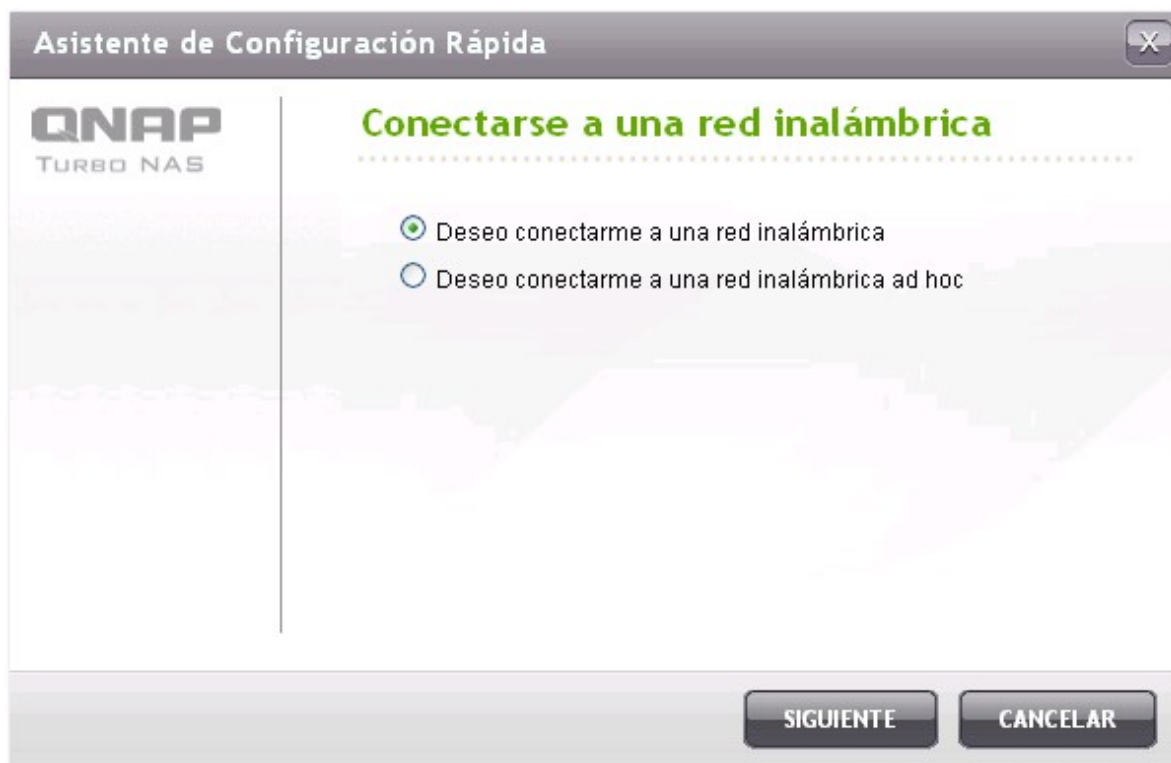 Asistente de Configuración Rápida
X
QNAP
TURBO NAS
Conectarse a una red inalámbrica
Deseo conectarme a una red inalámbrica
Deseo conectarme a una red inalámbrica ad hoc
SIGUIENTE
CANCELAR